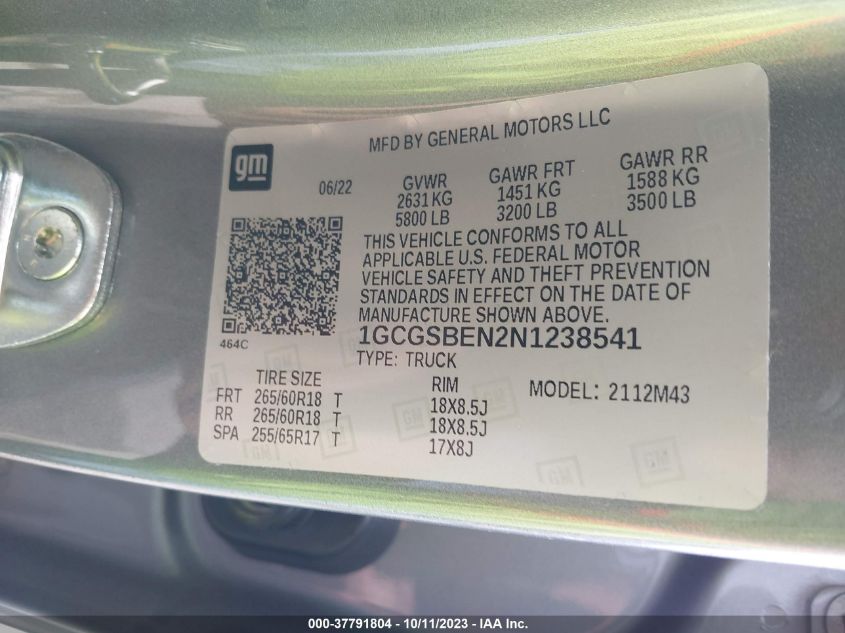 MFD BY GENERAL MOTORS LLC
gm
06/22
GVWR
2631 KG
5800 LB
GAWR FRT
1451 KG
3200 LB
GAWR RR
1588 KG
3500 LB
THIS VEHICLE CONFORMS TO ALL
APPLICABLE U.S. FEDERAL MOTOR
VEHICLE SAFETY AND THEFT PREVENTION
STANDARDS IN EFFECT ON THE DATE OF
MANUFACTURE SHOWN ABOVE.
464C
1GCGSBEN2N1238541
TYPE: TRUCK
TIRE SIZE
RIM
MODEL: 2112M43
FRT 265/60R18 T 18X8.5J
RR 265/60R18 T 18X8.5J
SPA 255/65R17 T 17X8J
000-37791804 - 10/11/2023 - IAA Inc.